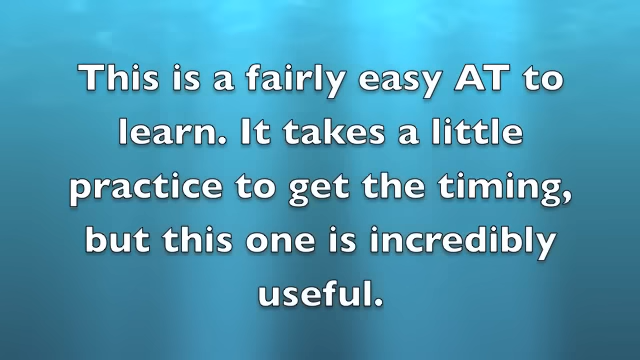 This is a fairly easy AT to
learn. It takes a little
practice to get the timing,
but this one is incredibly
useful.